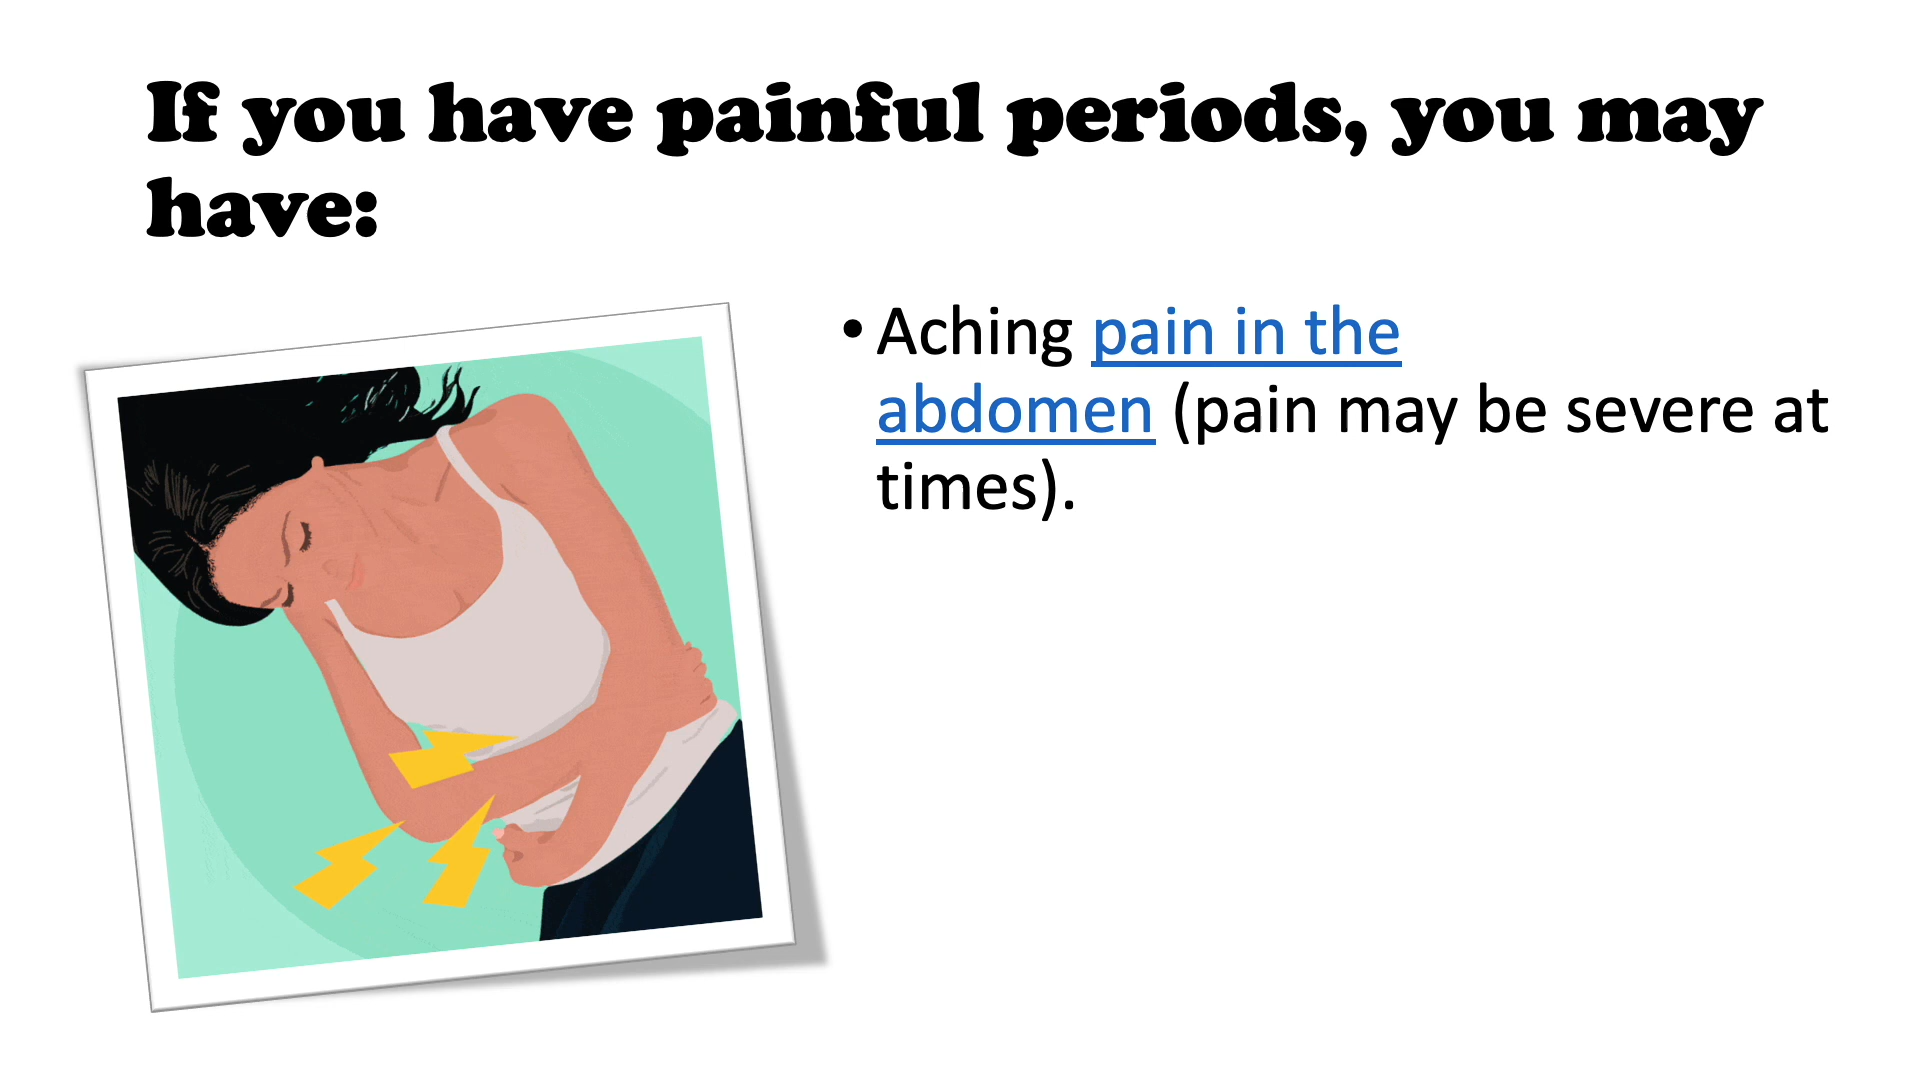 If you have painful periods, you may
have:
• Aching pain in the
abdomen (pain may be severe at
times).